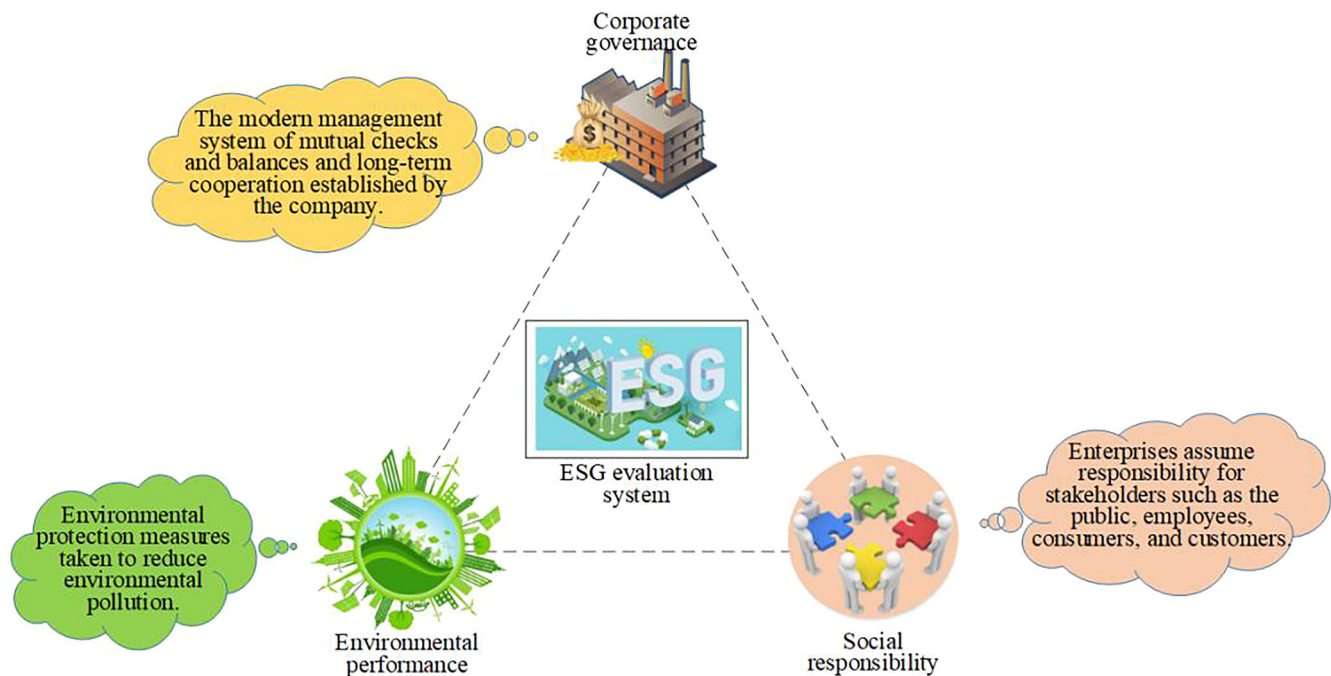 Corporate
governance
The modern management
system of mutual checks
and balances and long-term
cooperation established by
the company.
$
ESG
ESG evaluation
system
Environmental
protection measures
taken to reduce
environmental
pollution.
Enterprises assume
responsibility for
stakeholders such as the
public, employees,
consumers, and customers.
Environmental
performance
Social
responsibility